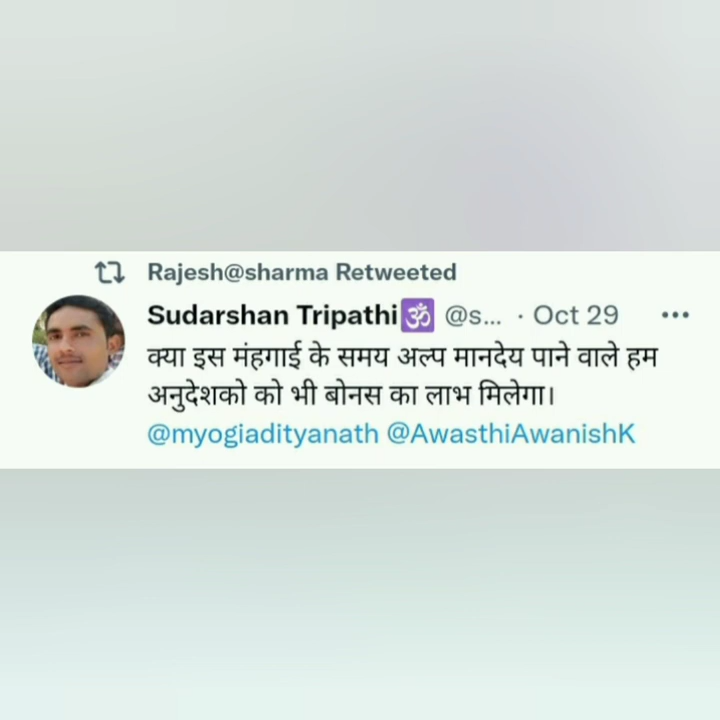 Rajesh@sharma Retweeted
Sudarshan Tripathi🕉️ @s... · Oct 29
क्या इस मंहगाई के समय अल्प मानदेय पाने वाले हम
अनुदेशको को भी बोनस का लाभ मिलेगा।
@myogiadityanath @AwasthiAwanishK